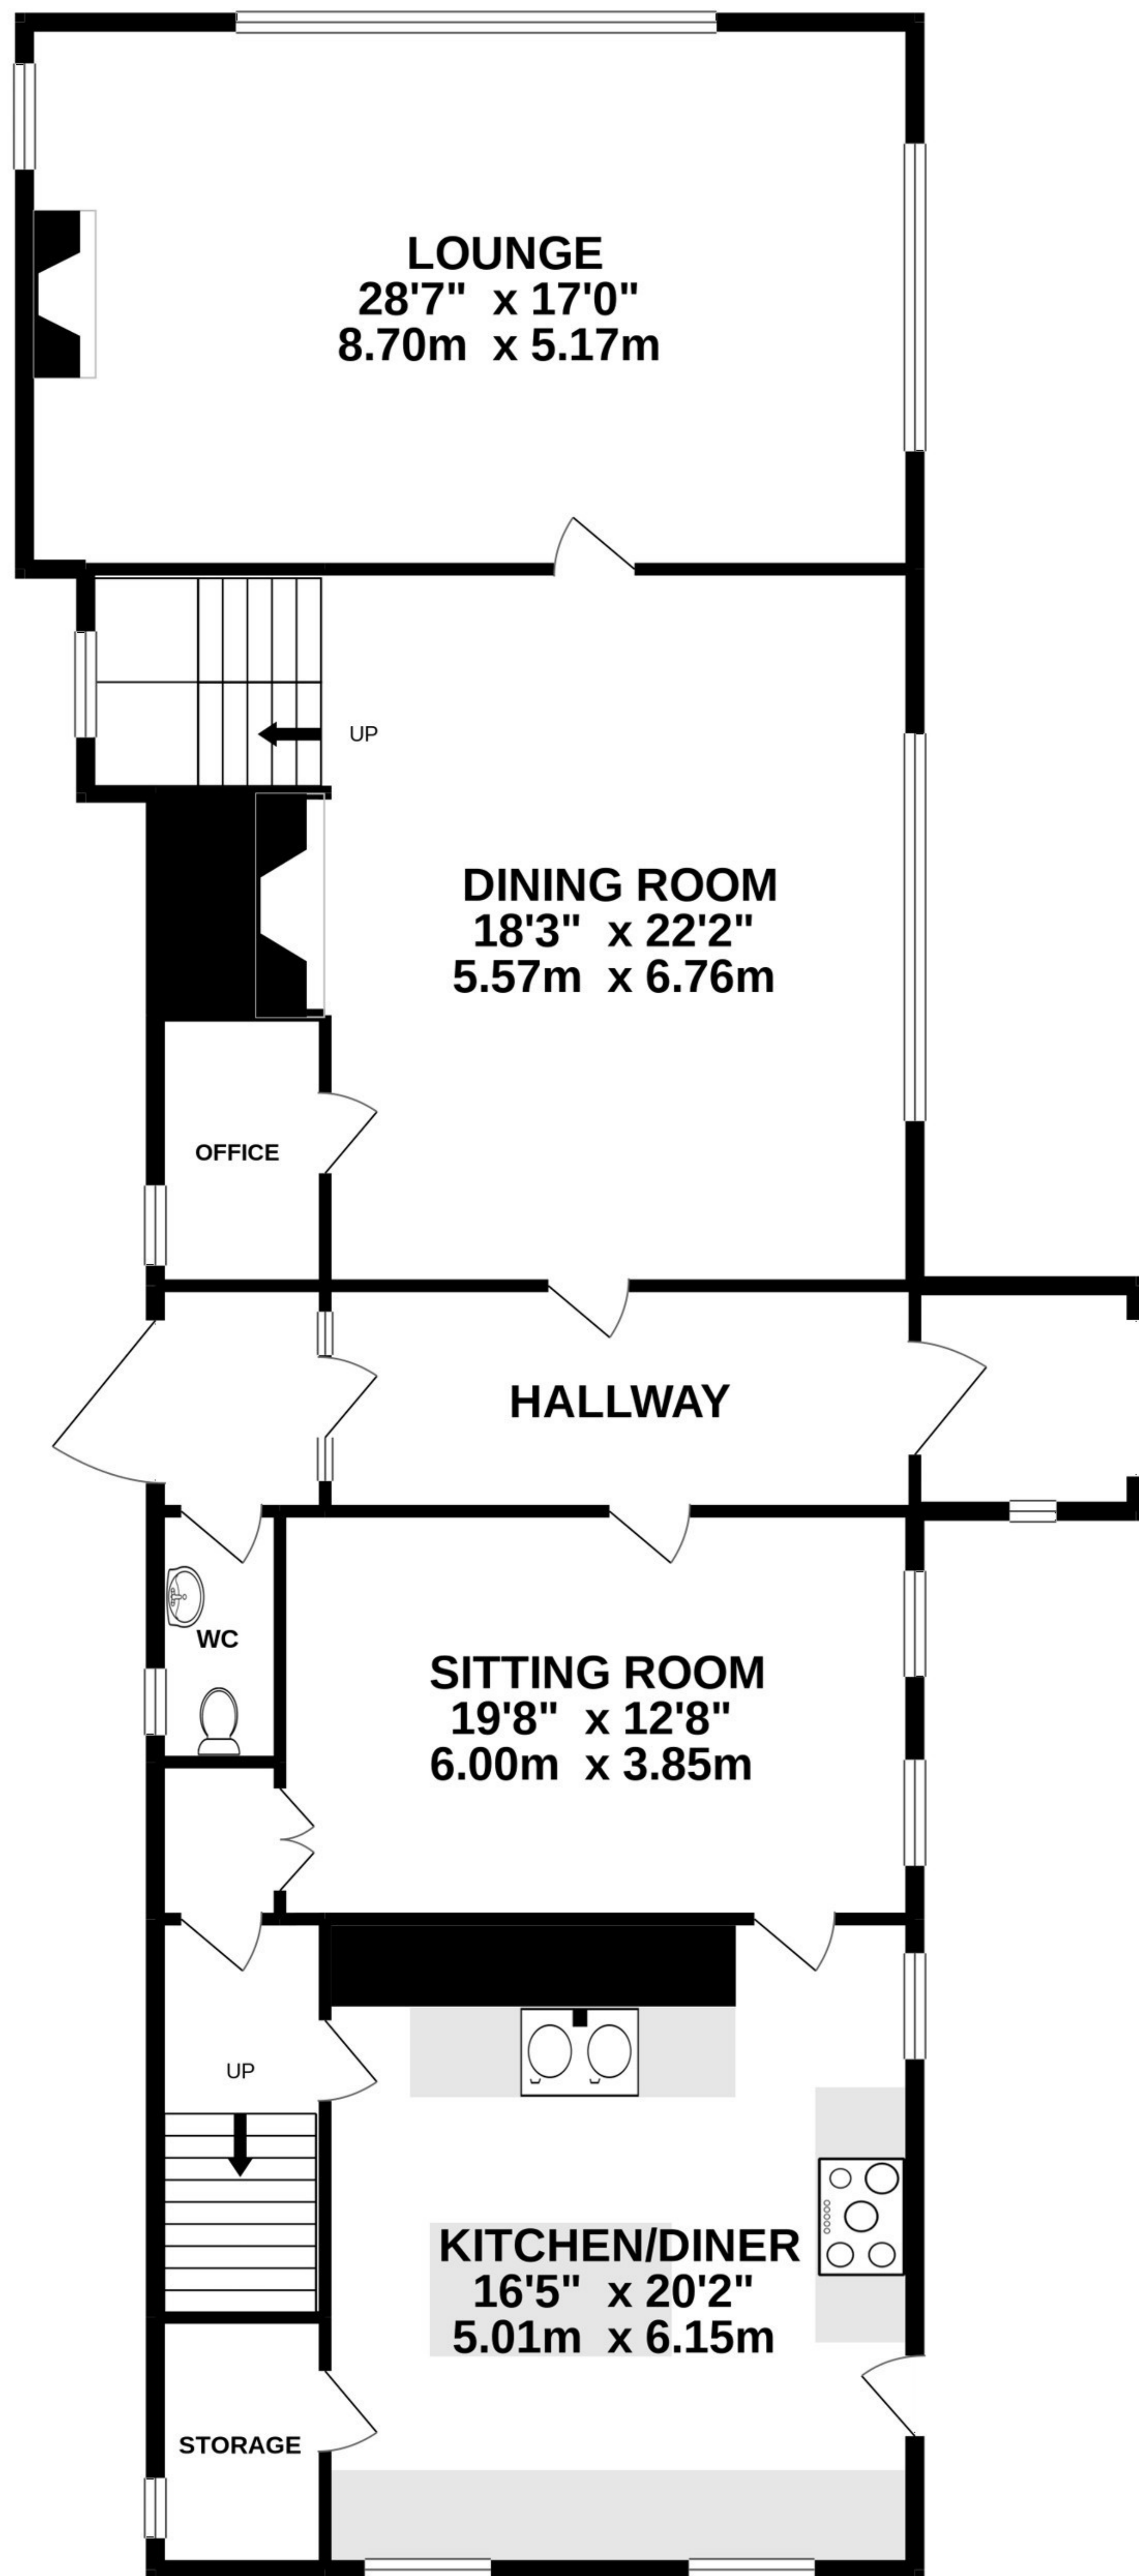 LOUNGE
28'7" x 17'0"
8.70m x 5.17m
UP
DINING ROOM
18'3" x 22'2"
5.57m x 6.76m
OFFICE
HALLWAY
WC
SITTING ROOM
19'8" x 12'8"
6.00m x 3.85m
UP
KITCHEN/DINER
16'5" x 20'2"
5.01m x 6.15m
STORAGE